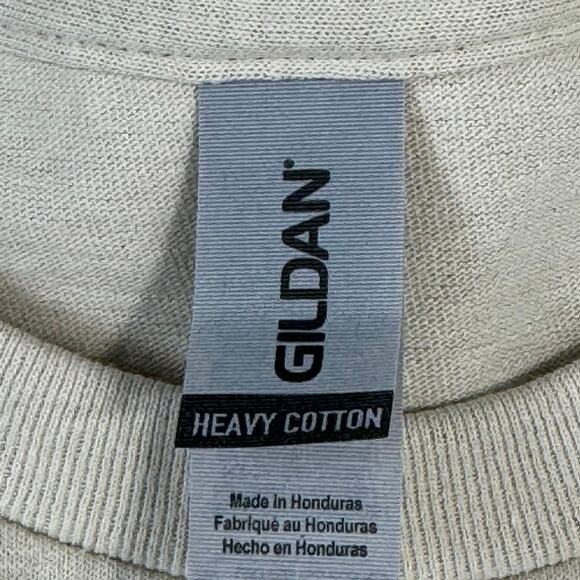 GILDAN®
HEAVY COTTON
Made in Honduras
Fabriqué au Honduras
Hecho en Honduras